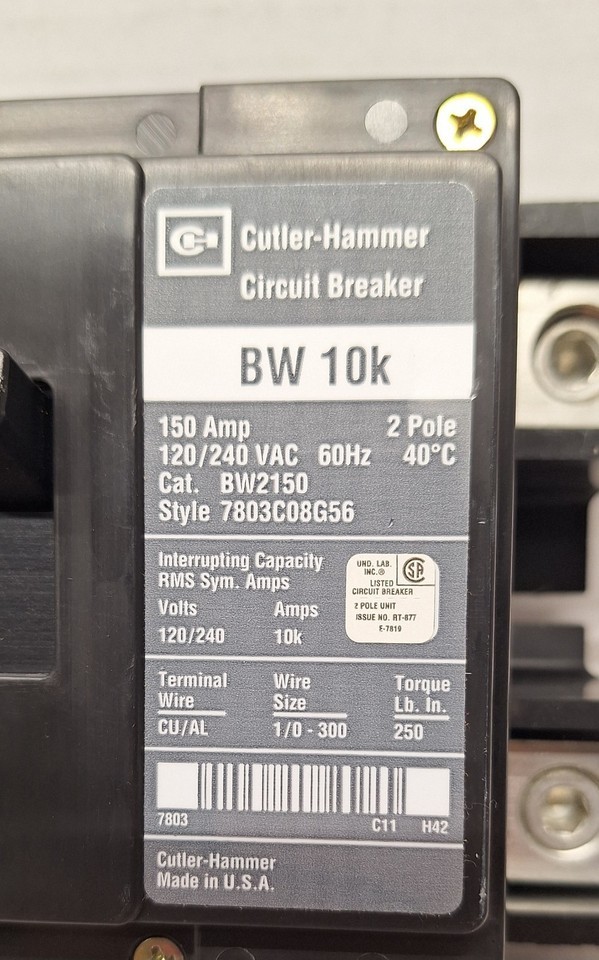 Cutler-Hammer
Circuit Breaker
BW 10k
150 Amp 2 Pole
120/240 VAC 60Hz 40°C
Cat. BW2150
Style 7803C08G56
Interrupting Capacity
RMS Sym. Amps
Volts Amps
120/240 10k
UND. LAB.
INC.®
SA
LISTED
CIRCUIT BREAKER
2 POLE UNIT
ISSUE NO. RT-877
E-7819
Terminal Wire Torque
Wire Size Lb. In.
CU/AL 1/0 - 300 250
7803 C11 H42
Cutler-Hammer
Made in U.S.A.